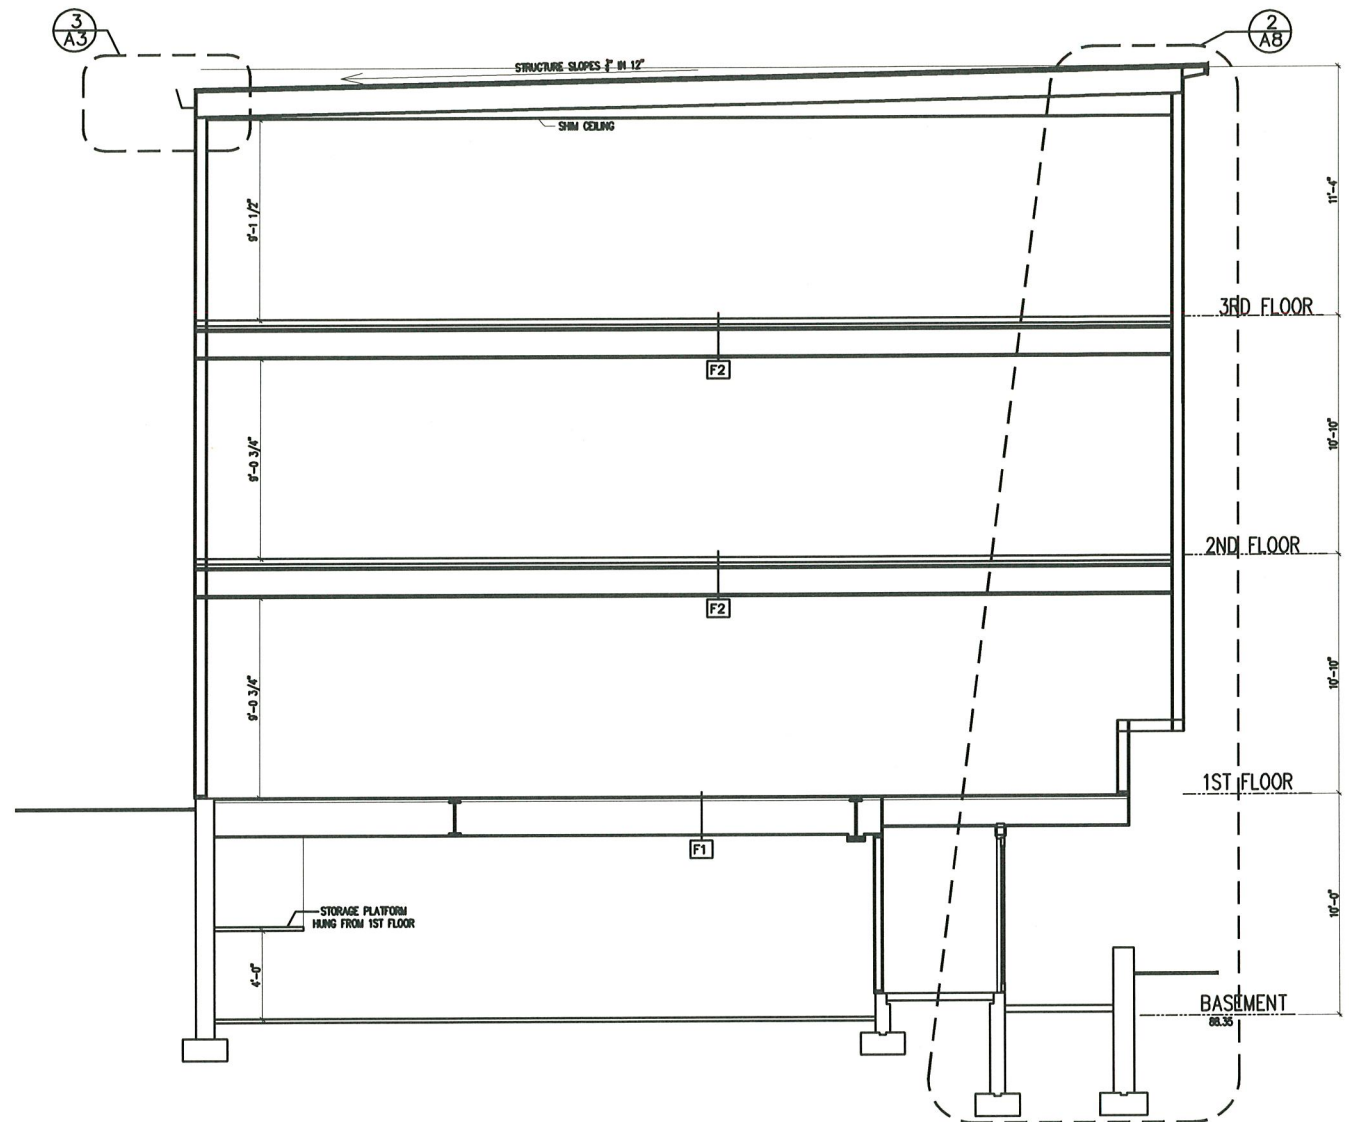 3
A3
2
A8
STRUCTURE SLOPES IN 12"
SHIM CEILING
9'-1 1/2"
11'-4"
3RD FLOOR
F2
9'-0 3/4"
10'-10"
2ND FLOOR
F2
9'-0 3/4"
10'-10"
1ST FLOOR
F1
STORAGE PLATFORM
HUNG FROM 1ST FLOOR
10'-0"
4'-0"
BASEMENT
88.35